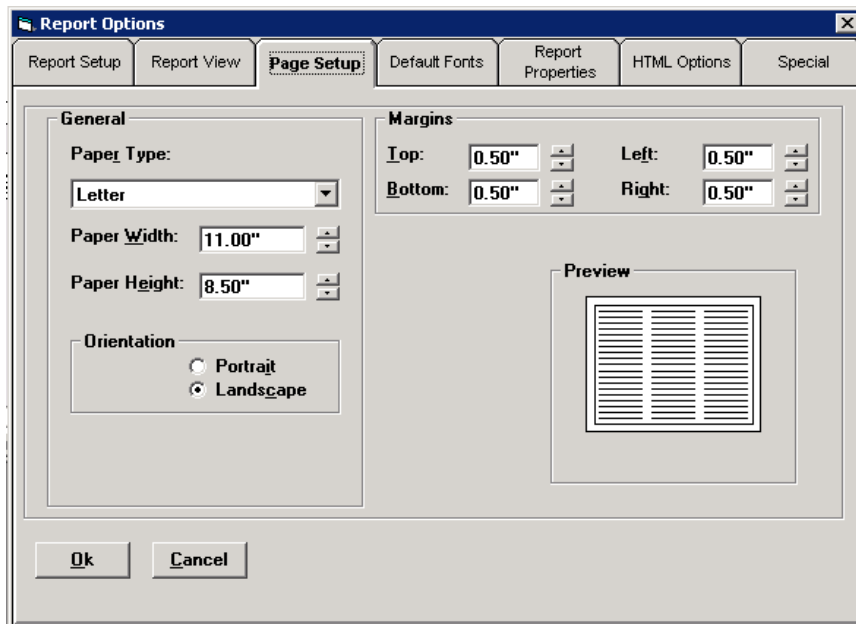 Report Options
Report Setup
Report View
Page Setup
Default Fonts
Report
Properties
HTML Options
Special
General
Paper Type:
Letter
Paper Width: 11.00"
Paper Height: 8.50"
Orientation
Portrait
Landscape
Margins
Top: 0.50" Left: 0.50"
Bottom: 0.50" Right: 0.50"
Preview
Ok
Cancel